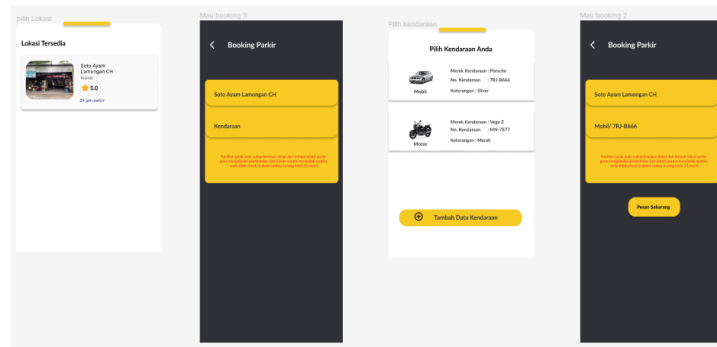 pilih Lokasi
Lokasi Tersedia
Soto Ayam
Lamongan CH
5.0
24 jam parkir
Mau booking 3
Booking Parkir
Soto Ayam Lamongan CH
Kendaraan
Pilih kendaraan
Pilih Kendaraan Anda
Merek Kendaraan : Porsche
No. Kendaraan : 7RJ-B666
Keterangan : Silver
Mobil
Merek Kendaraan : Vega Z
No. Kendaraan : MN-7877
Keterangan : Merah
Motor
Tambah Data Kendaraan
Mau booking 2
Booking Parkir
Soto Ayam Lamongan CH
Mobil/ 7RJ-B666
Pesan Sekarang